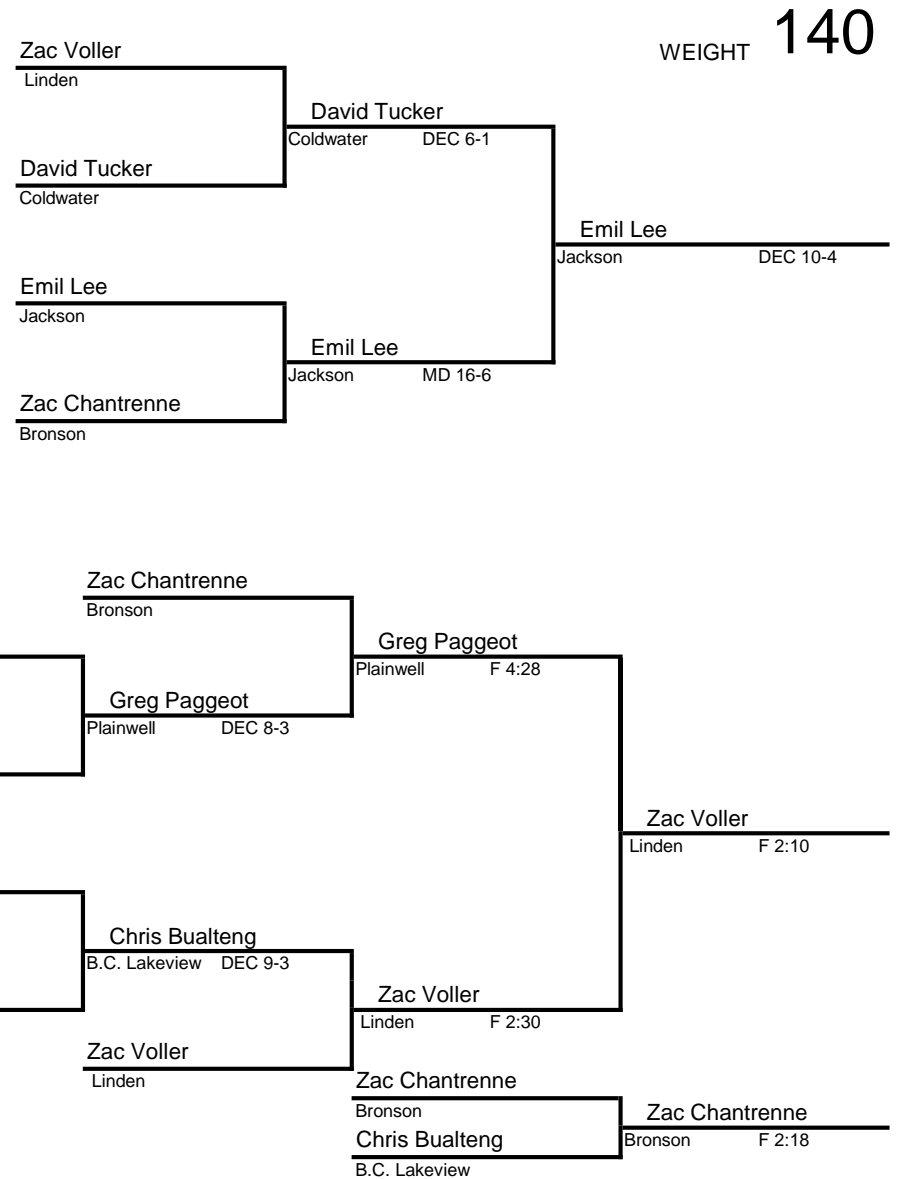 WEIGHT 140
Zac Voller
Linden
David Tucker
Coldwater DEC 6-1
David Tucker
Coldwater
Emil Lee
Jackson DEC 10-4
Emil Lee
Jackson
Emil Lee
Jackson MD 16-6
Zac Chantrenne
Bronson
Zac Chantrenne
Bronson
Greg Paggeot
Plainwell F 4:28
Greg Paggeot
Plainwell DEC 8-3
Zac Voller
Linden F 2:10
Chris Bualteng
B.C. Lakeview DEC 9-3
Zac Voller
Linden F 2:30
Zac Voller
Linden
Zac Chantrenne
Bronson
Zac Chantrenne
Bronson F 2:18
Chris Bualteng
B.C. Lakeview